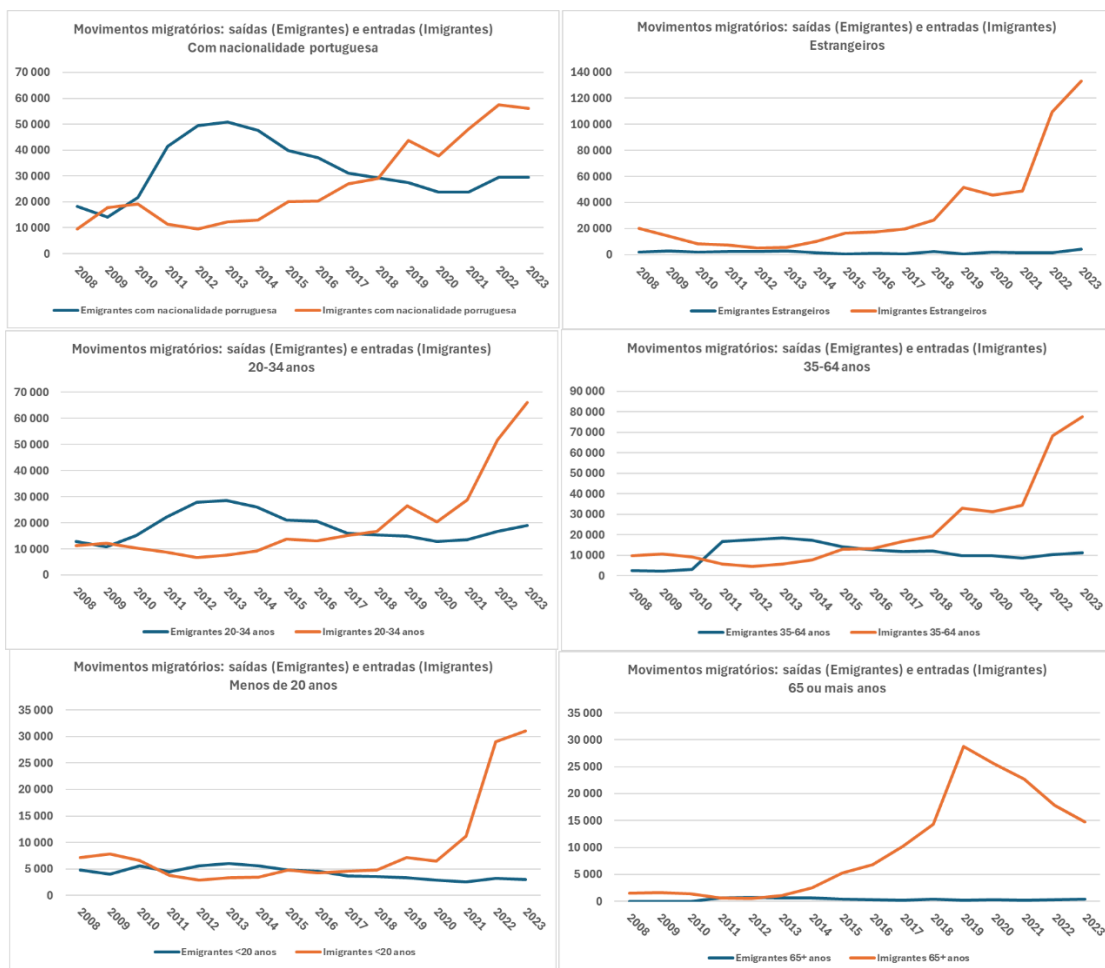 Movimentos migratórios: saídas (Emigrantes) e entradas (Imigrantes)
Com nacionalidade portuguesa
70 000
60 000
50 000
40 000
30 000
20 000
10 000
0
2008 2009 2010 2011 2012 2013 2014 2015 2016 2017 2018 2019 2020 2021 2022 2023
Emigrantes com nacionalidade porruguesa Imigrantes com nacionalidade porruguesa
Movimentos migratórios: saídas (Emigrantes) e entradas (Imigrantes)
Estrangeiros
140 000
120 000
100 000
80 000
60 000
40 000
20 000
0
2008 2009 2010 2011 2012 2013 2014 2015 2016 2017 2018 2019 2020 2021 2022 2023
Emigrantes Estrangeiros Imigrantes Estrangeiros
Movimentos migratórios: saídas (Emigrantes) e entradas (Imigrantes)
20-34 anos
70 000
60 000
50 000
40 000
30 000
20 000
10 000
0
2008 2009 2010 2011 2012 2013 2014 2015 2016 2017 2018 2019 2020 2021 2022 2023
Emigrantes 20-34 anos Imigrantes 20-34 anos
Movimentos migratórios: saídas (Emigrantes) e entradas (Imigrantes)
35-64 anos
90 000
80 000
70 000
60 000
50 000
40 000
30 000
20 000
10 000
0
2008 2009 2010 2011 2012 2013 2014 2015 2016 2017 2018 2019 2020 2021 2022 2023
Emigrantes 35-64 anos Imigrantes 35-64 anos
Movimentos migratórios: saídas (Emigrantes) e entradas (Imigrantes)
Menos de 20 anos
35 000
30 000
25 000
20 000
15 000
10 000
5 000
0
2008 2009 2010 2011 2012 2013 2014 2015 2016 2017 2018 2019 2020 2021 2022 2023
Emigrantes <20 anos Imigrantes <20 anos
Movimentos migratórios: saídas (Emigrantes) e entradas (Imigrantes)
65 ou mais anos
35 000
30 000
25 000
20 000
15 000
10 000
5 000
0
2008 2009 2010 2011 2012 2013 2014 2015 2016 2017 2018 2019 2020 2021 2022 2023
Emigrantes 65+ anos Imigrantes 65+ anos